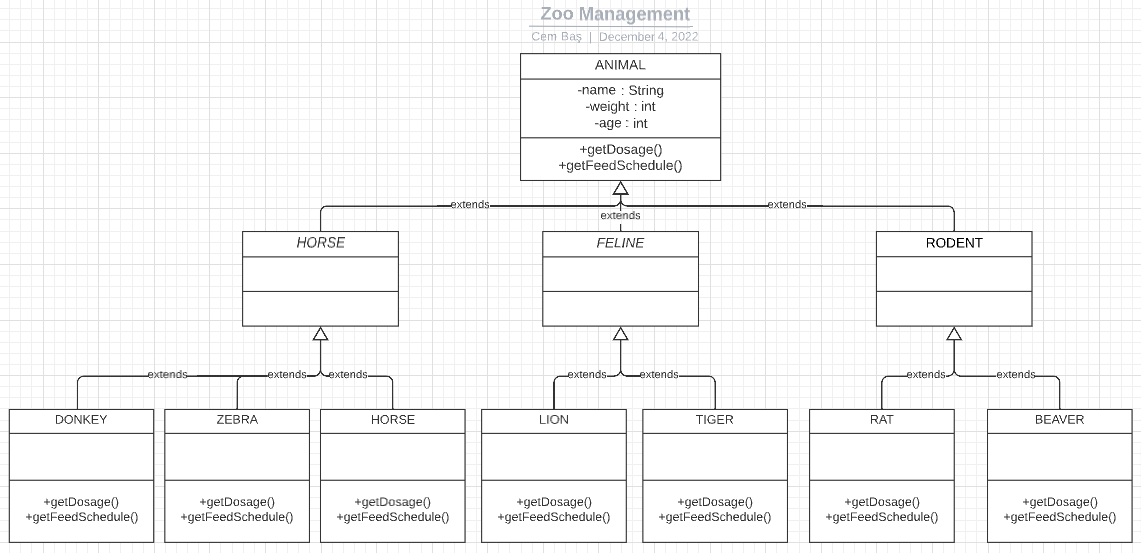 Zoo Management
Cem Baş | December 4, 2022
ANIMAL
-name : String
-weight : int
-age : int
+getDosage()
+getFeedSchedule()
extends
extends
extends
HORSE
FELINE
RODENT
extends
extends
extends
extends
extends
extends
extends
DONKEY
+getDosage()
+getFeedSchedule()
ZEBRA
+getDosage()
+getFeedSchedule()
HORSE
+getDosage()
+getFeedSchedule()
LION
+getDosage()
+getFeedSchedule()
TIGER
+getDosage()
+getFeedSchedule()
RAT
+getDosage()
+getFeedSchedule()
BEAVER
+getDosage()
+getFeedSchedule()